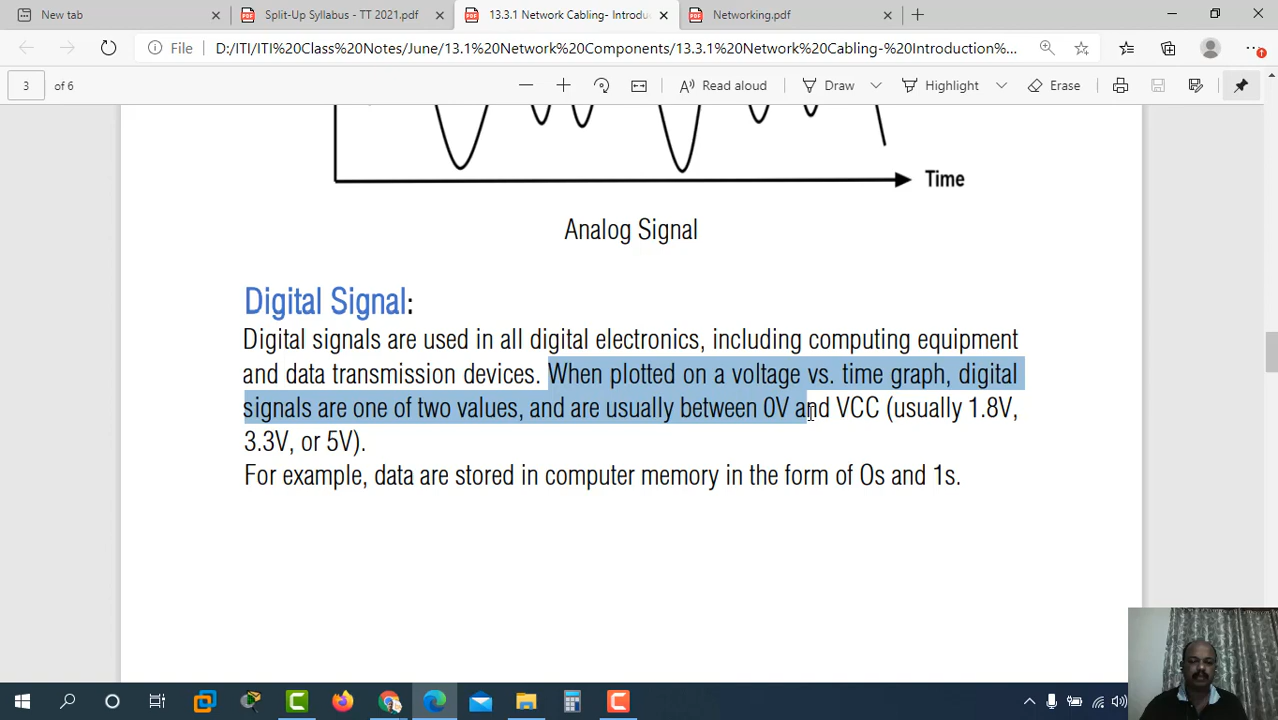 New tab
Split-Up Syllabus - TT 2021.pdf
13.3.1 Network Cabling- Introdu
Networking.pdf
File
D:/ITI/ITI%20Class%20Notes/June/13.1%20Network%20Components/13.3.1%20Network%20Cabling-%20Introduction%...
3
of 6
Read aloud
Draw
Highlight
Erase
Time
Analog Signal
Digital Signal:
Digital signals are used in all digital electronics, including computing equipment
and data transmission devices. When plotted on a voltage vs. time graph, digital
signals are one of two values, and are usually between 0V and VCC (usually 1.8V,
3.3V, or 5V).
For example, data are stored in computer memory in the form of 0s and 1s.